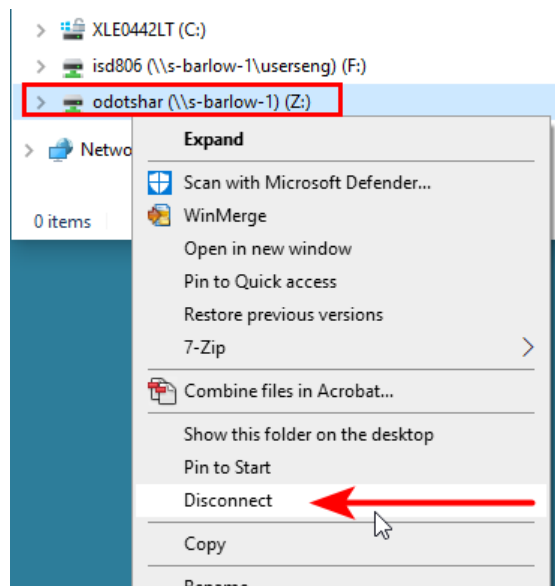 XLE0442LT (C:)
isd806 (\\s-barlow-1\userseng) (F:)
odotshar (\\s-barlow-1) (Z:)
Netwo
Expand
Scan with Microsoft Defender...
0 items
WinMerge
Open in new window
Pin to Quick access
Restore previous versions
7-Zip
Combine files in Acrobat...
Show this folder on the desktop
Pin to Start
Disconnect
Copy
Rename